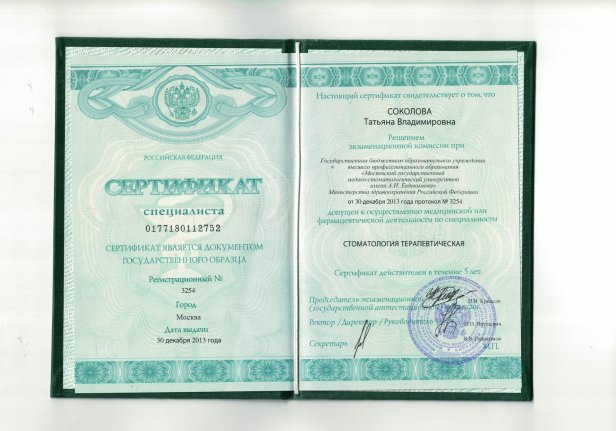 РОССИЙСКАЯ ФЕДЕРАЦИЯ
СЕРТИФИКАТ
специалиста
0177180112752
СЕРТИФИКАТ ЯВЛЯЕТСЯ ДОКУМЕНТОМ
ГОСУДАРСТВЕННОГО ОБРАЗЦА
Регистрационный №
3254
Город
Москва
Дата выдачи
30 декабря 2013 года
Настоящий сертификат свидетельствует о том, что
СОКОЛОВА
Татьяна Владимировна
Решением
экзаменационной комиссии при
Государственном бюджетном образовательном учреждении
высшего профессионального образования
«Московский государственный
медико-стоматологический университет
имени А.И. Евдокимова»
Министерства здравоохранения Российской Федерации
от 30 декабря 2013 года протокол № 3254
допущен к осуществлению медицинской или
фармацевтической деятельности по специальности
СТОМАТОЛОГИЯ ТЕРАПЕВТИЧЕСКАЯ
Сертификат действителен в течение 5 лет.
Председатель экзаменационной
(государственной аттестационной
Ректор /Директор /Руководитель
О.О. Янушевич
Секретарь
М.П.